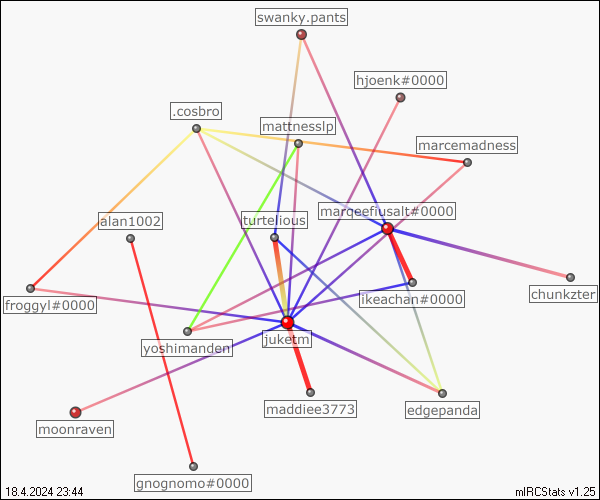 swanky.pants
hjoenk#0000
.cosbro
mattnesslp
marcemadness
alan1002
turtelious
marqeefiusalt#0000
froggyl#0000
ikeachan#0000
chunkzter
yoshimanden
juketm
maddiee3773
edgepanda
moonraven
gnognomo#0000
18.4.2024 23:44
mIRCStats v1.25